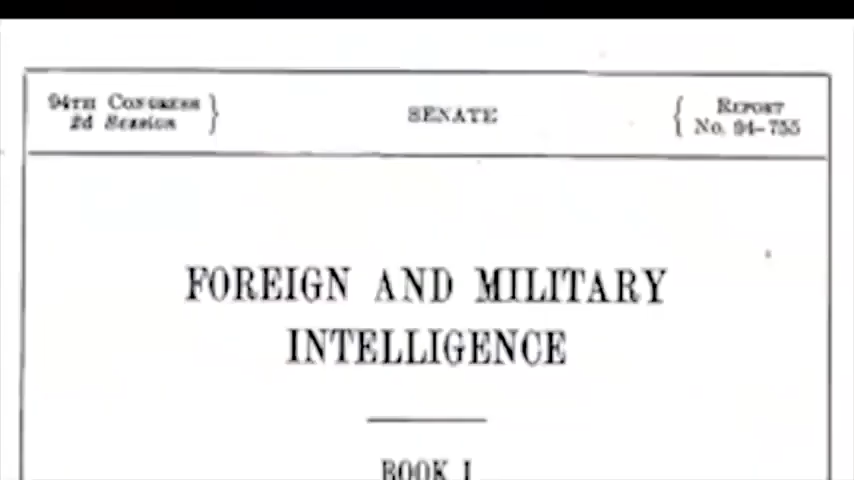 94TH CONGRESS
2d Session
SENATE
REPORT
No. 94-755
FOREIGN AND MILITARY
INTELLIGENCE
BOOK I